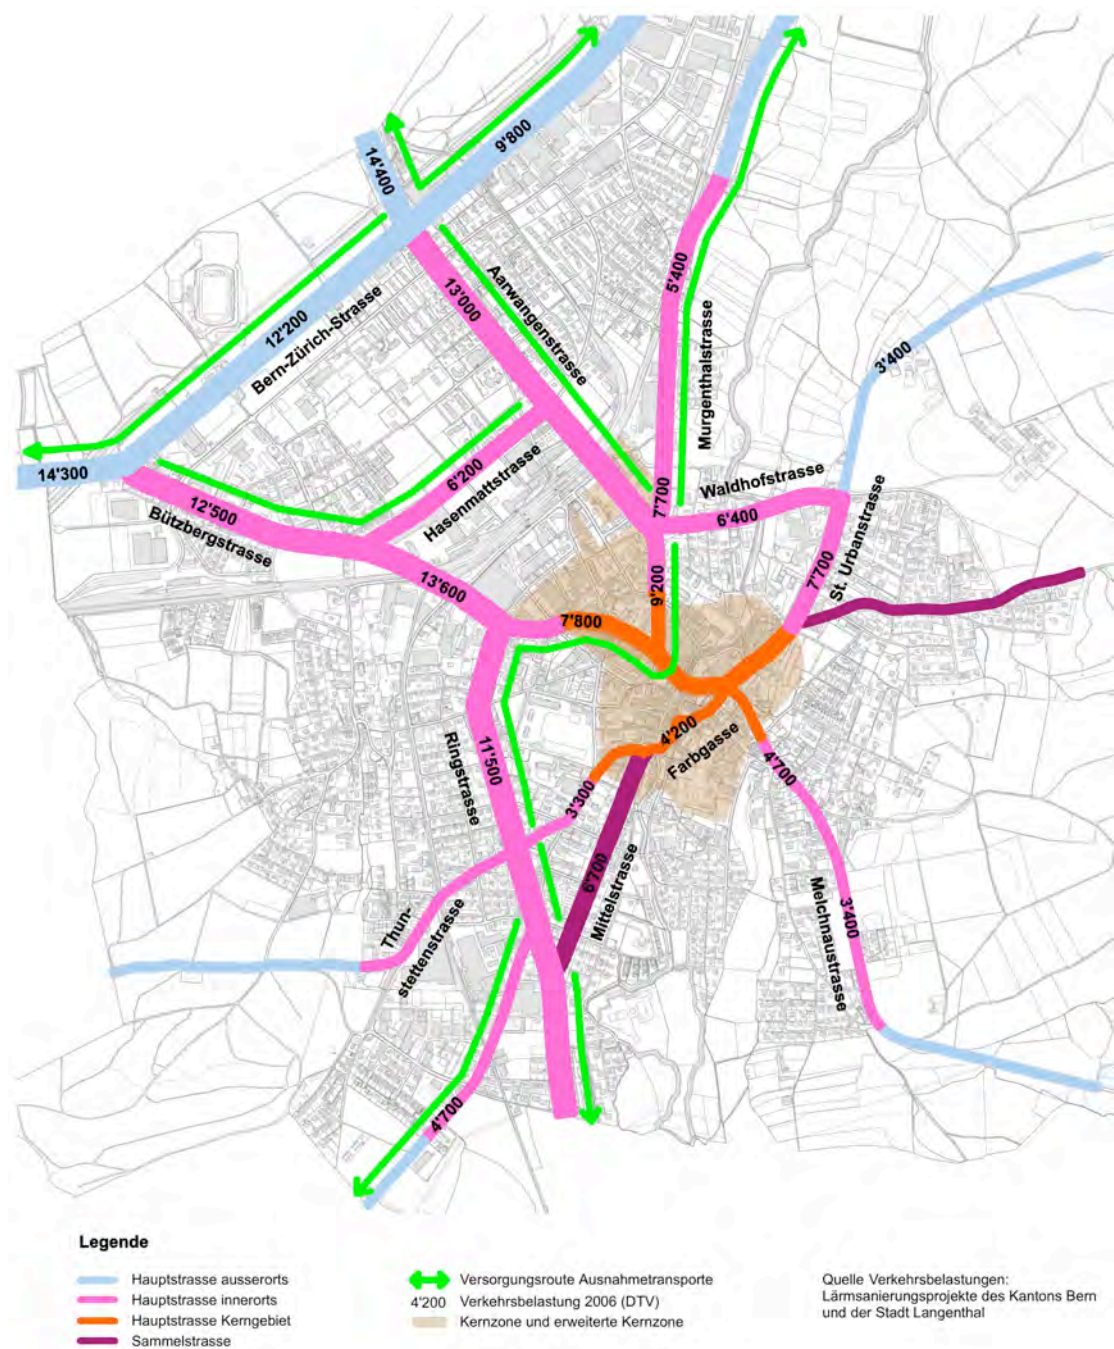 9'800
14'400
5'400
Aarwangenstrasse
13'000
Murgenthalstrasse
12'200
Bern-Zürich-Strasse
3'400
14'300
6'200
Hasenmattstrasse
12'500
Bützbergstrasse
7'700
Waldhofstrasse
6'400
St. Urbanstrasse
7'700
13'600
9'200
7'800
4'200
Farbgasse
4'700
Ringstrasse
11'500
3'300
6'700
Mittelstrasse
Melchnaustrasse
3'400
Thun-
stettenstrasse
4'700
Legende
Hauptstrasse ausserorts
Hauptstrasse innerorts
Hauptstrasse Kerngebiet
Sammelstrasse
Versorgungsroute Ausnahmetransporte
4'200 Verkehrsbelastung 2006 (DTV)
Kernzone und erweiterte Kernzone
Quelle Verkehrsbelastungen:
Lärmsanierungsprojekte des Kantons Bern
und der Stadt Langenthal